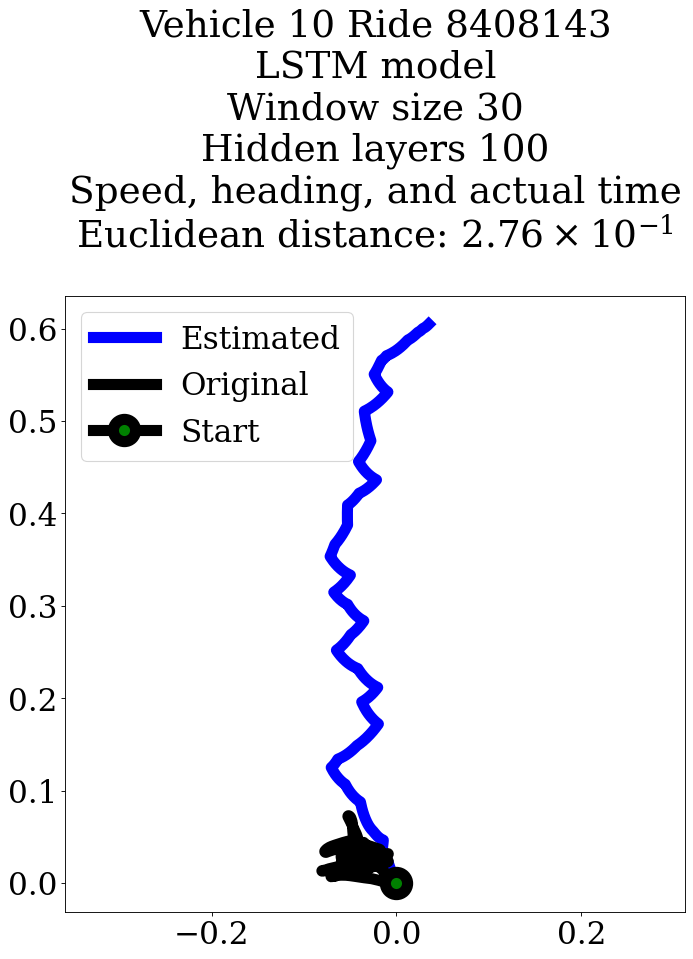 Vehicle 10 Ride 8408143
LSTM model
Window size 30
Hidden layers 100
Speed, heading, and actual time
Euclidean distance: 2.76 × 10⁻¹
Estimated
Original
Start
0.6
0.5
0.4
0.3
0.2
0.1
0.0
−0.2 0.0 0.2